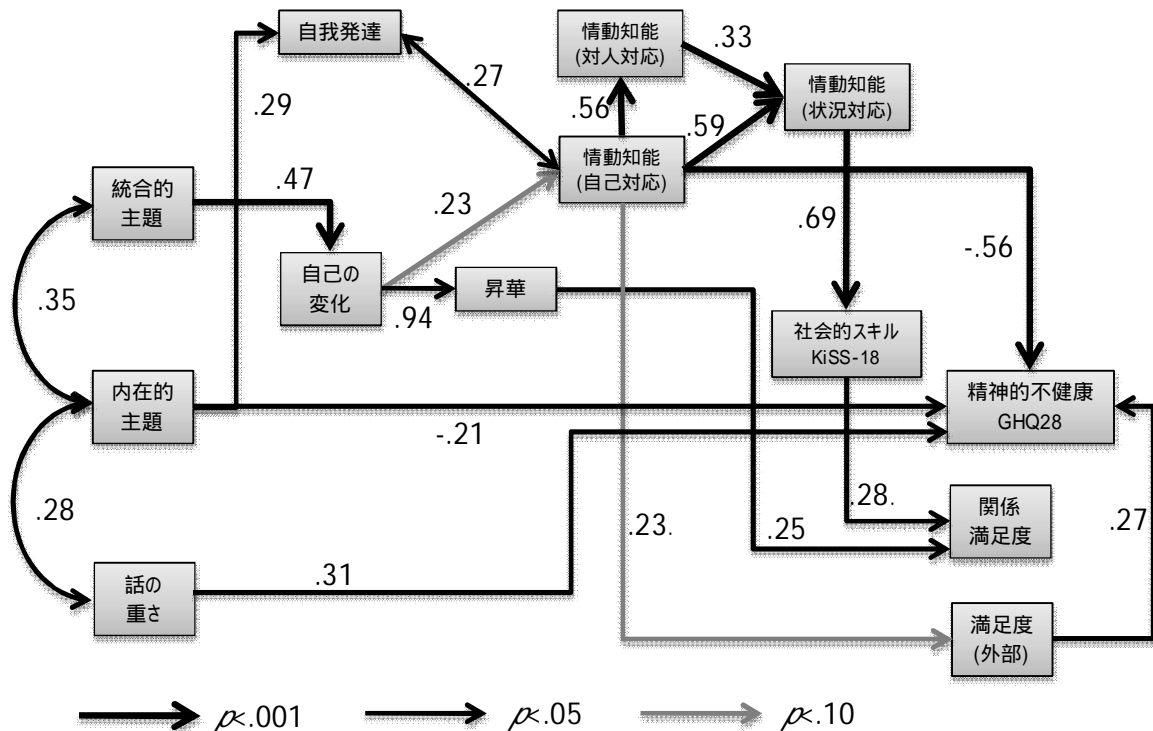 自我発達
情動知能
(対人対応)
.33
情動知能
(状況対応)
.27
.56
.59
.29
情動知能
(自己対応)
統合的
主題
.47
.23
.69
-.56
自己の
変化
昇華
.94
.35
社会的スキル
KiSS-18
内在的
主題
精神的不健康
GHQ28
-.21
.28
.28.
関係
満足度
.23.
.25
.27
話の
重さ
.31
満足度
(外部)
p<.001
p<.05
p<.10